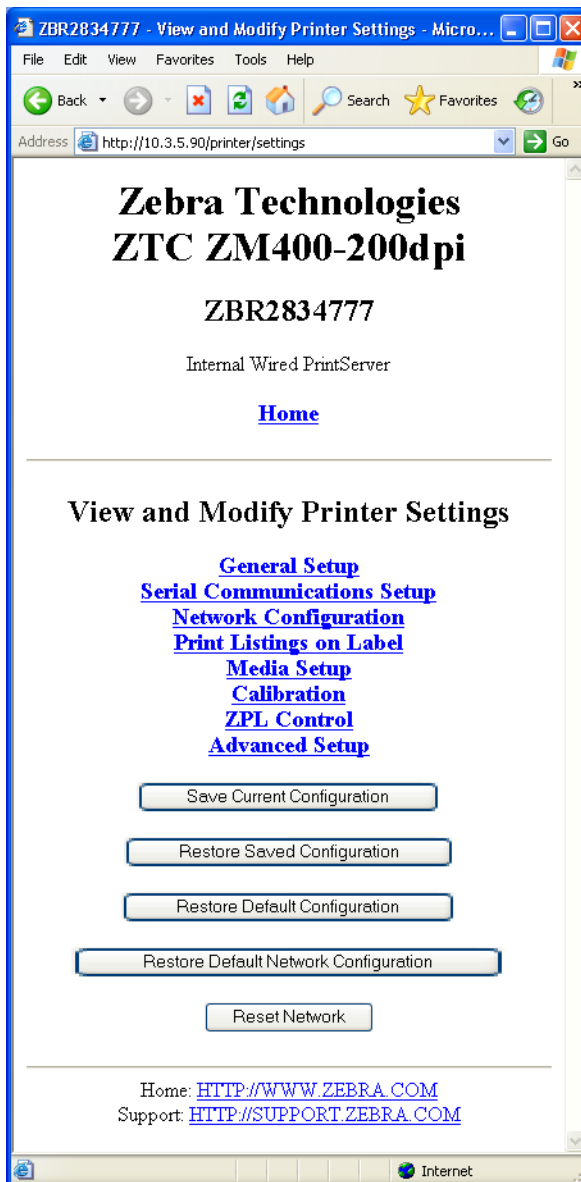 ZBR2834777 - View and Modify Printer Settings - Micro...
File Edit View Favorites Tools Help
Back Search Favorites »
Address http://10.3.5.90/printer/settings Go
Zebra Technologies
ZTC ZM400-200dpi
ZBR2834777
Internal Wired PrintServer
Home
View and Modify Printer Settings
General Setup
Serial Communications Setup
Network Configuration
Print Listings on Label
Media Setup
Calibration
ZPL Control
Advanced Setup
Save Current Configuration
Restore Saved Configuration
Restore Default Configuration
Restore Default Network Configuration
Reset Network
Home: HTTP://WWW.ZEBRA.COM
Support: HTTP://SUPPORT.ZEBRA.COM
Internet